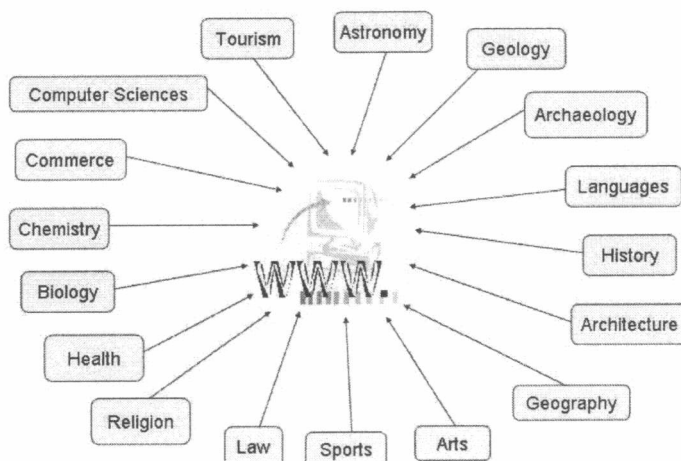 Tourism
Astronomy
Geology
Computer Sciences
Archaeology
Commerce
Languages
Chemistry
History
WWW.
Biology
Architecture
Health
Geography
Religion
Law
Sports
Arts